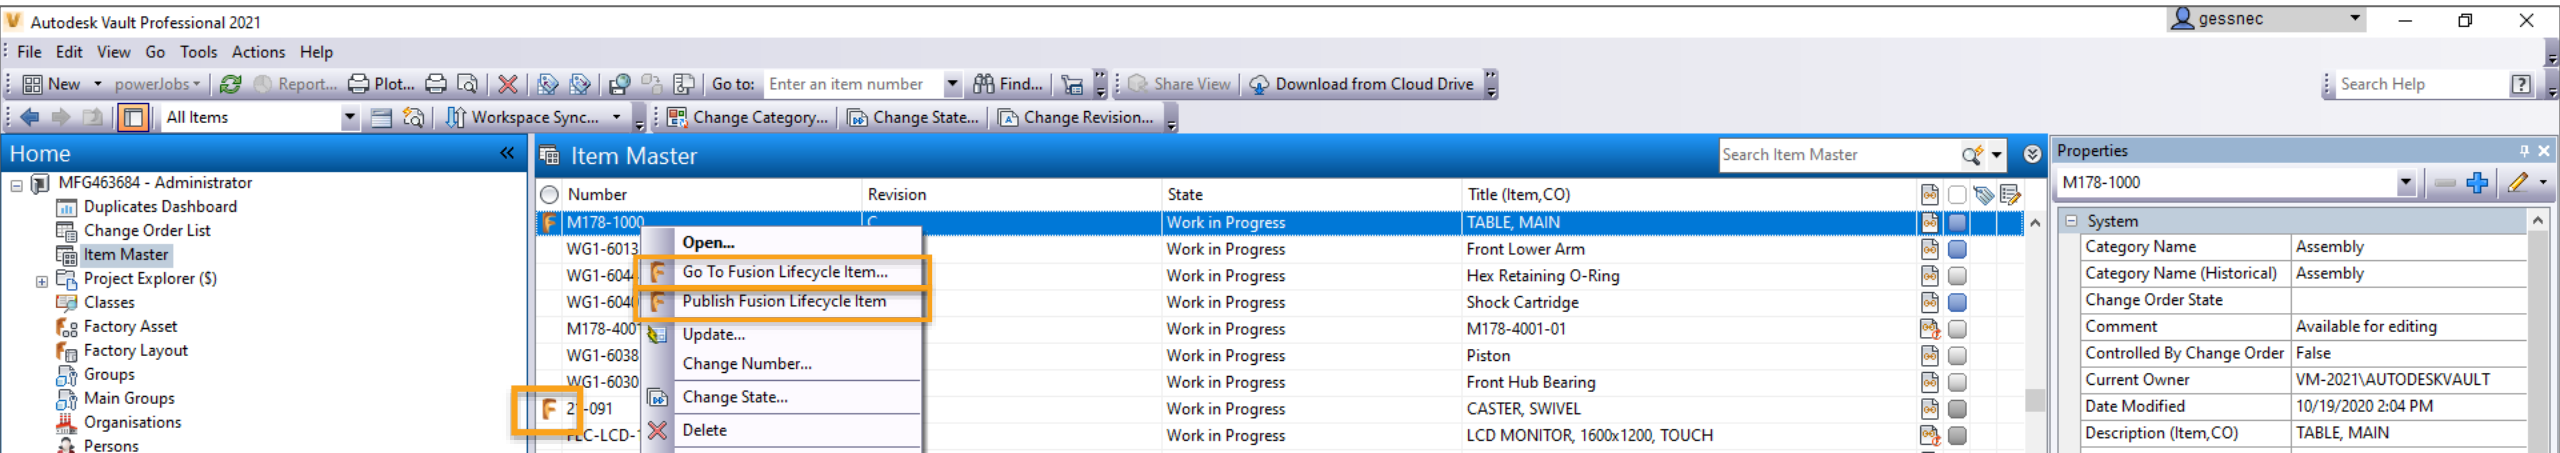 Autodesk Vault Professional 2021
gessnec
File Edit View Go Tools Actions Help
New powerJobs Report... Plot... Go to: Enter an item number Find... Share View Download from Cloud Drive Search Help
All Items Workspace Sync... Change Category... Change State... Change Revision...
Home
MFG463684 - Administrator
Duplicates Dashboard
Change Order List
Item Master
Project Explorer ($)
Classes
Factory Asset
Factory Layout
Groups
Main Groups
Organisations
Persons
Item Master
Search Item Master
Number Revision State Title (Item,CO)
M178-1000 C Work in Progress TABLE, MAIN
WG1-6013 Work in Progress Front Lower Arm
Work in Progress Hex Retaining O-Ring
Work in Progress Shock Cartridge
Work in Progress M178-4001-01
WG1-6038 Work in Progress Piston
WG1-6030 Work in Progress Front Hub Bearing
-091 Work in Progress CASTER, SWIVEL
Work in Progress LCD MONITOR, 1600x1200, TOUCH
Open...
Go To Fusion Lifecycle Item...
Publish Fusion Lifecycle Item
Update...
Change Number...
Change State...
Delete
Properties
M178-1000
System
Category Name Assembly
Category Name (Historical) Assembly
Change Order State
Comment Available for editing
Controlled By Change Order False
Current Owner VM-2021\AUTODESKVAULT
Date Modified 10/19/2020 2:04 PM
Description (Item,CO) TABLE, MAIN